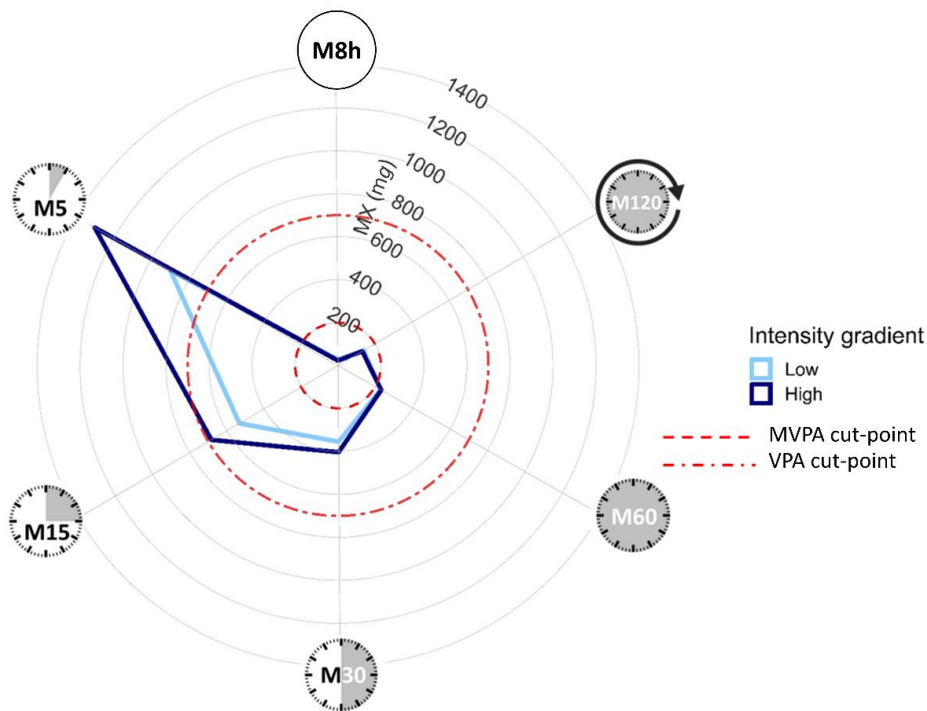 M8h
1400
1200
1000
800
600
400
200
MX (mg)
M5
M120
M15
M60
M30
Intensity gradient
Low
High
MVPA cut-point
VPA cut-point